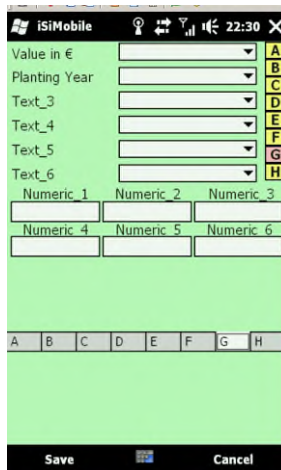 iSiMobile 22:30
Value in €
Planting Year
Text_3
Text_4
Text_5
Text_6
A
B
C
D
E
F
G
H
Numeric_1 Numeric_2 Numeric_3
Numeric_4 Numeric_5 Numeric_6
A B C D E F G H
Save Cancel